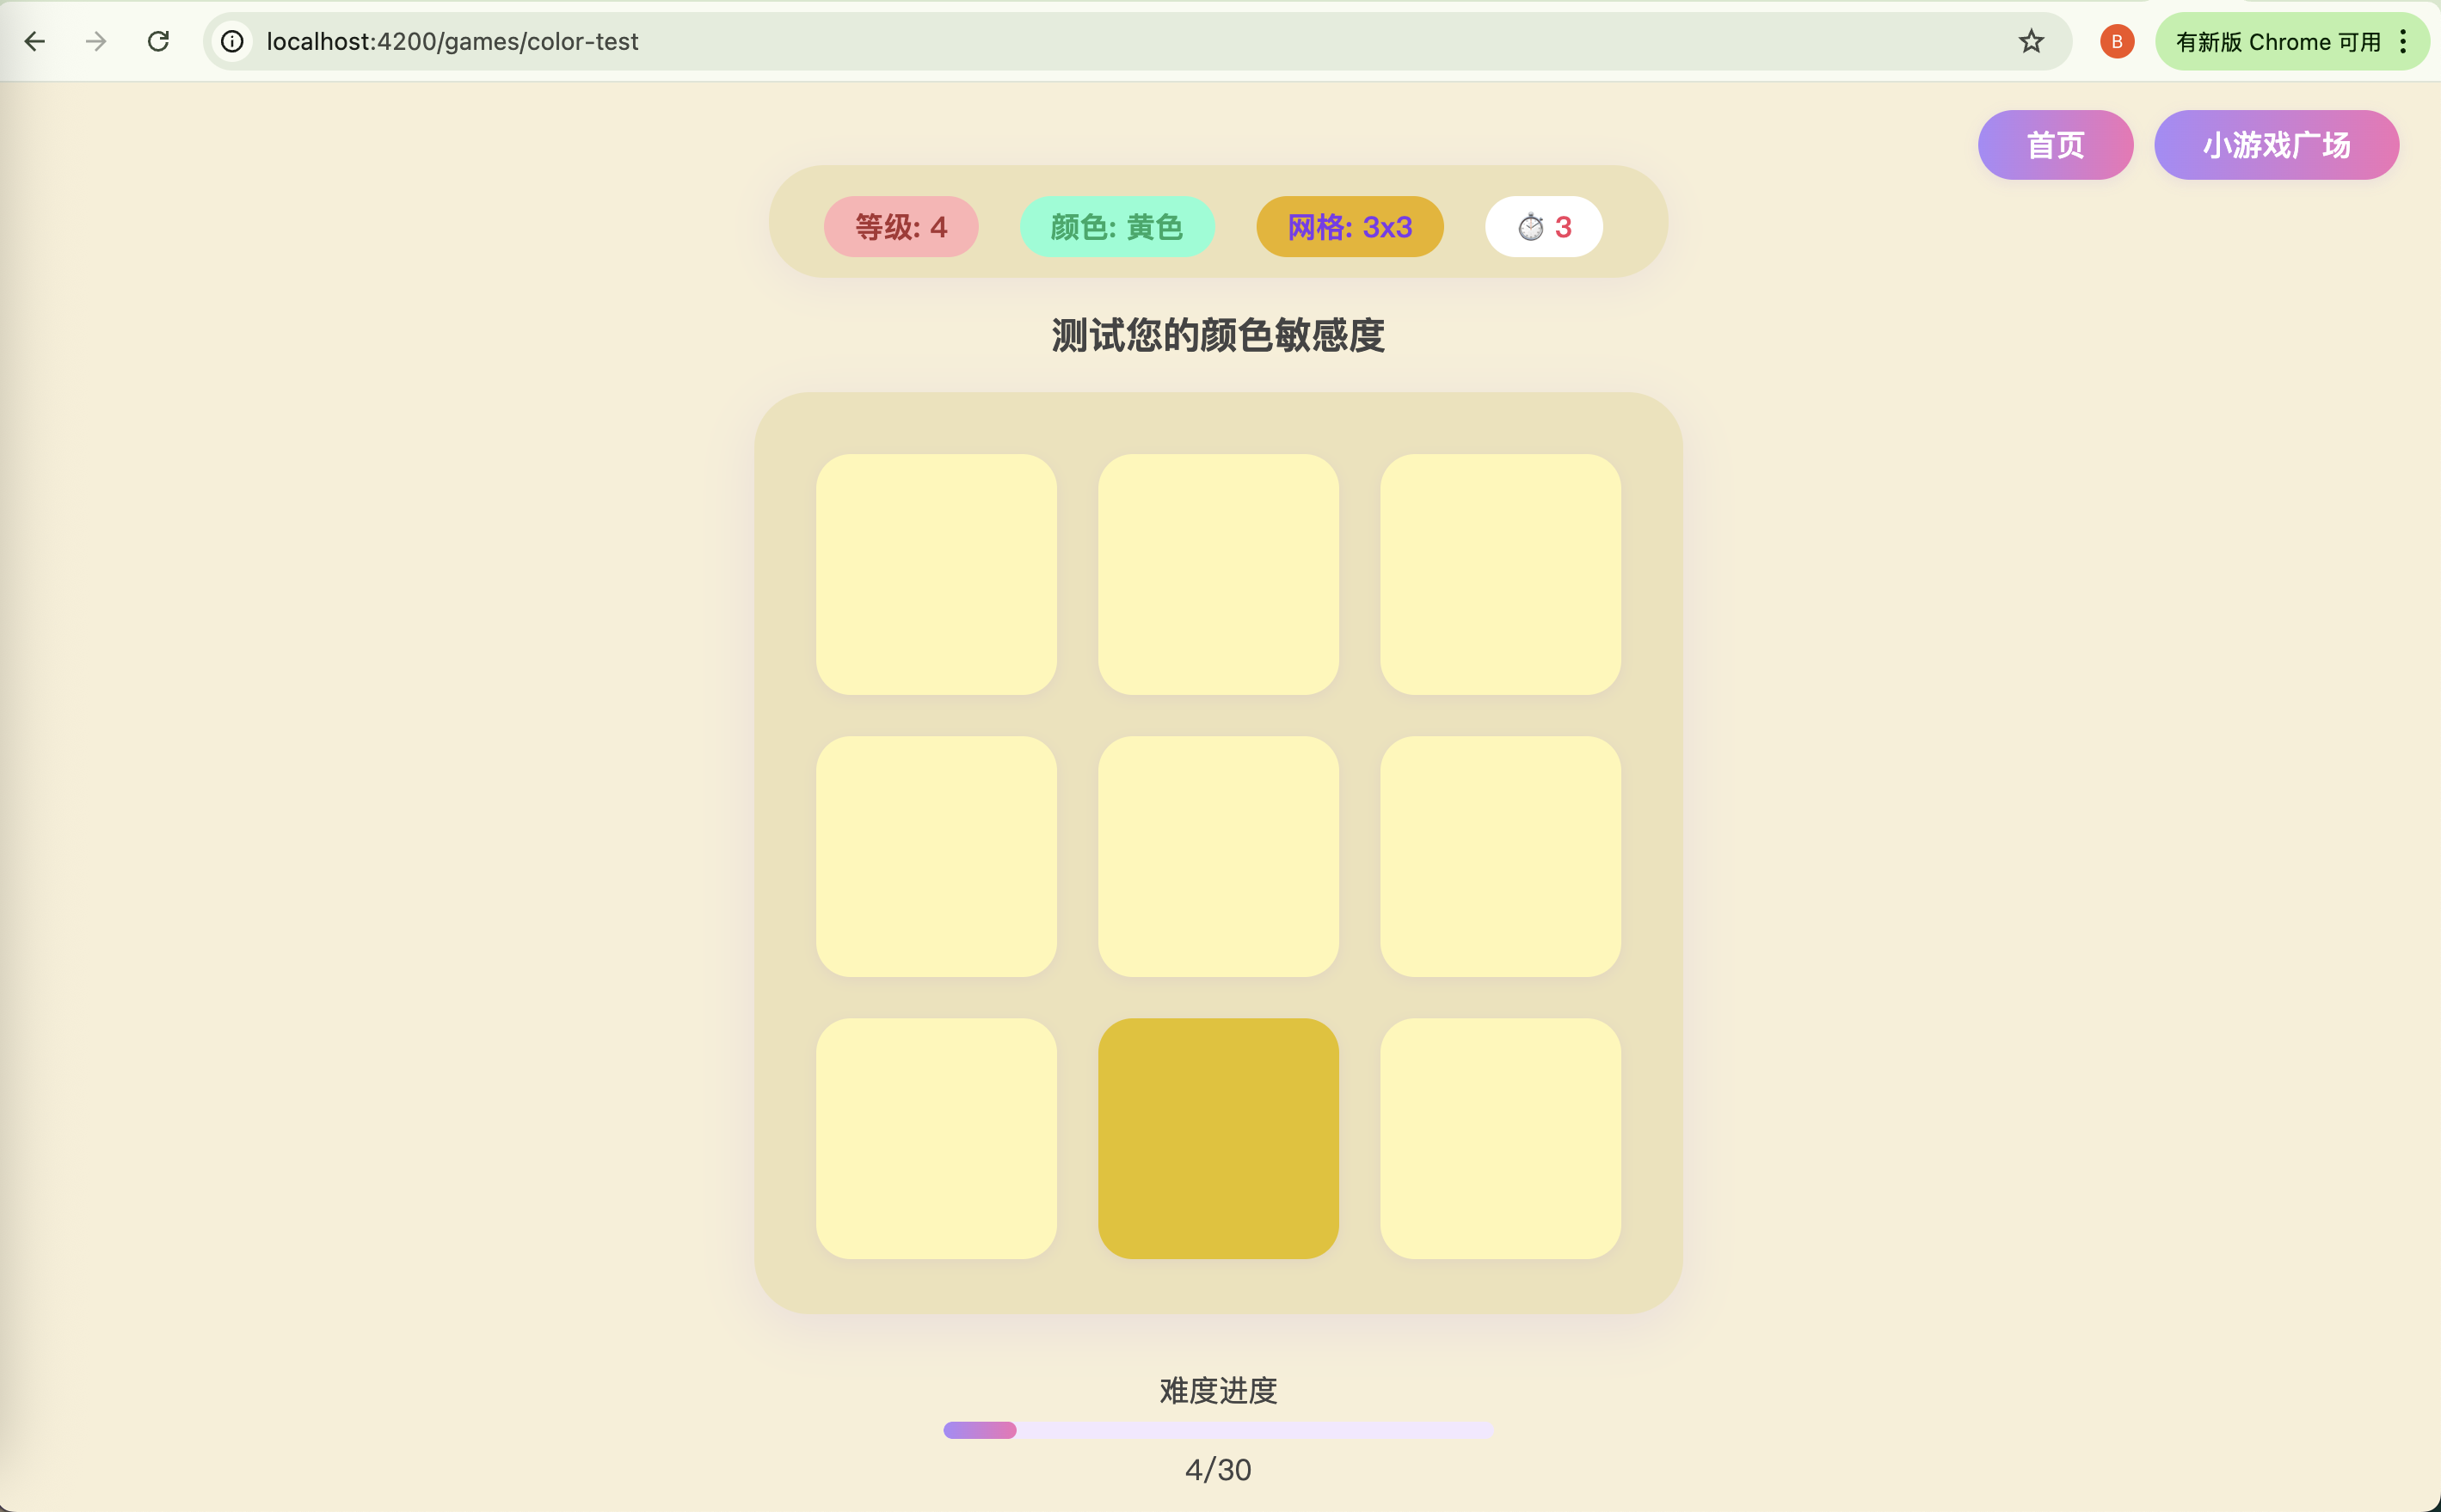 localhost:4200/games/color-test
B
有新版 Chrome 可用
首页
小游戏广场
等级: 4
颜色: 黄色
网格: 3x3
⏱ 3
测试您的颜色敏感度
难度进度
4/30